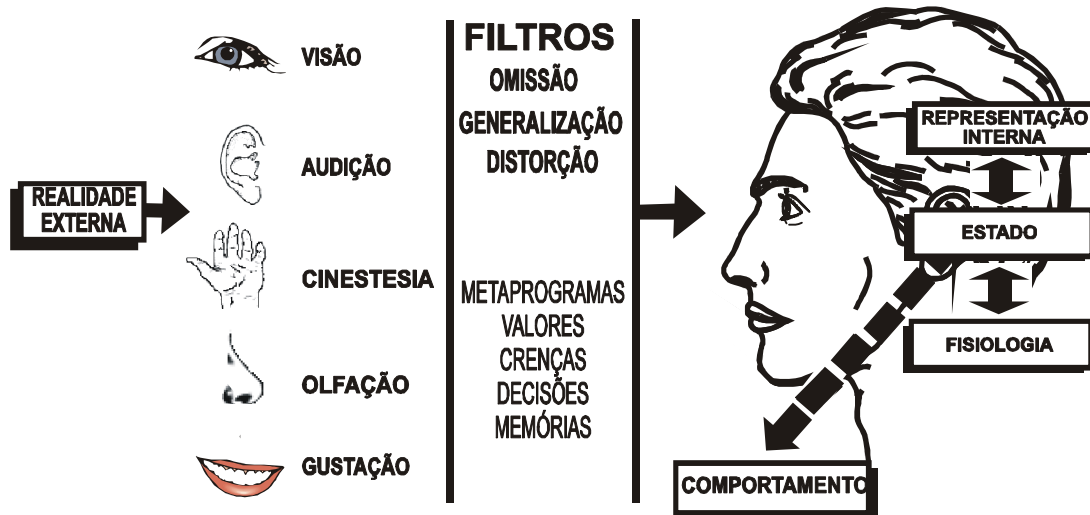 REALIDADE
EXTERNA
VISÃO
AUDIÇÃO
CINESTESIA
OLFAÇÃO
GUSTAÇÃO
FILTROS
OMISSÃO
GENERALIZAÇÃO
DISTORÇÃO
METAPROGRAMAS
VALORES
CRENÇAS
DECISÕES
MEMÓRIAS
REPRESENTAÇÃO
INTERNA
ESTADO
FISIOLOGIA
COMPORTAMENTO